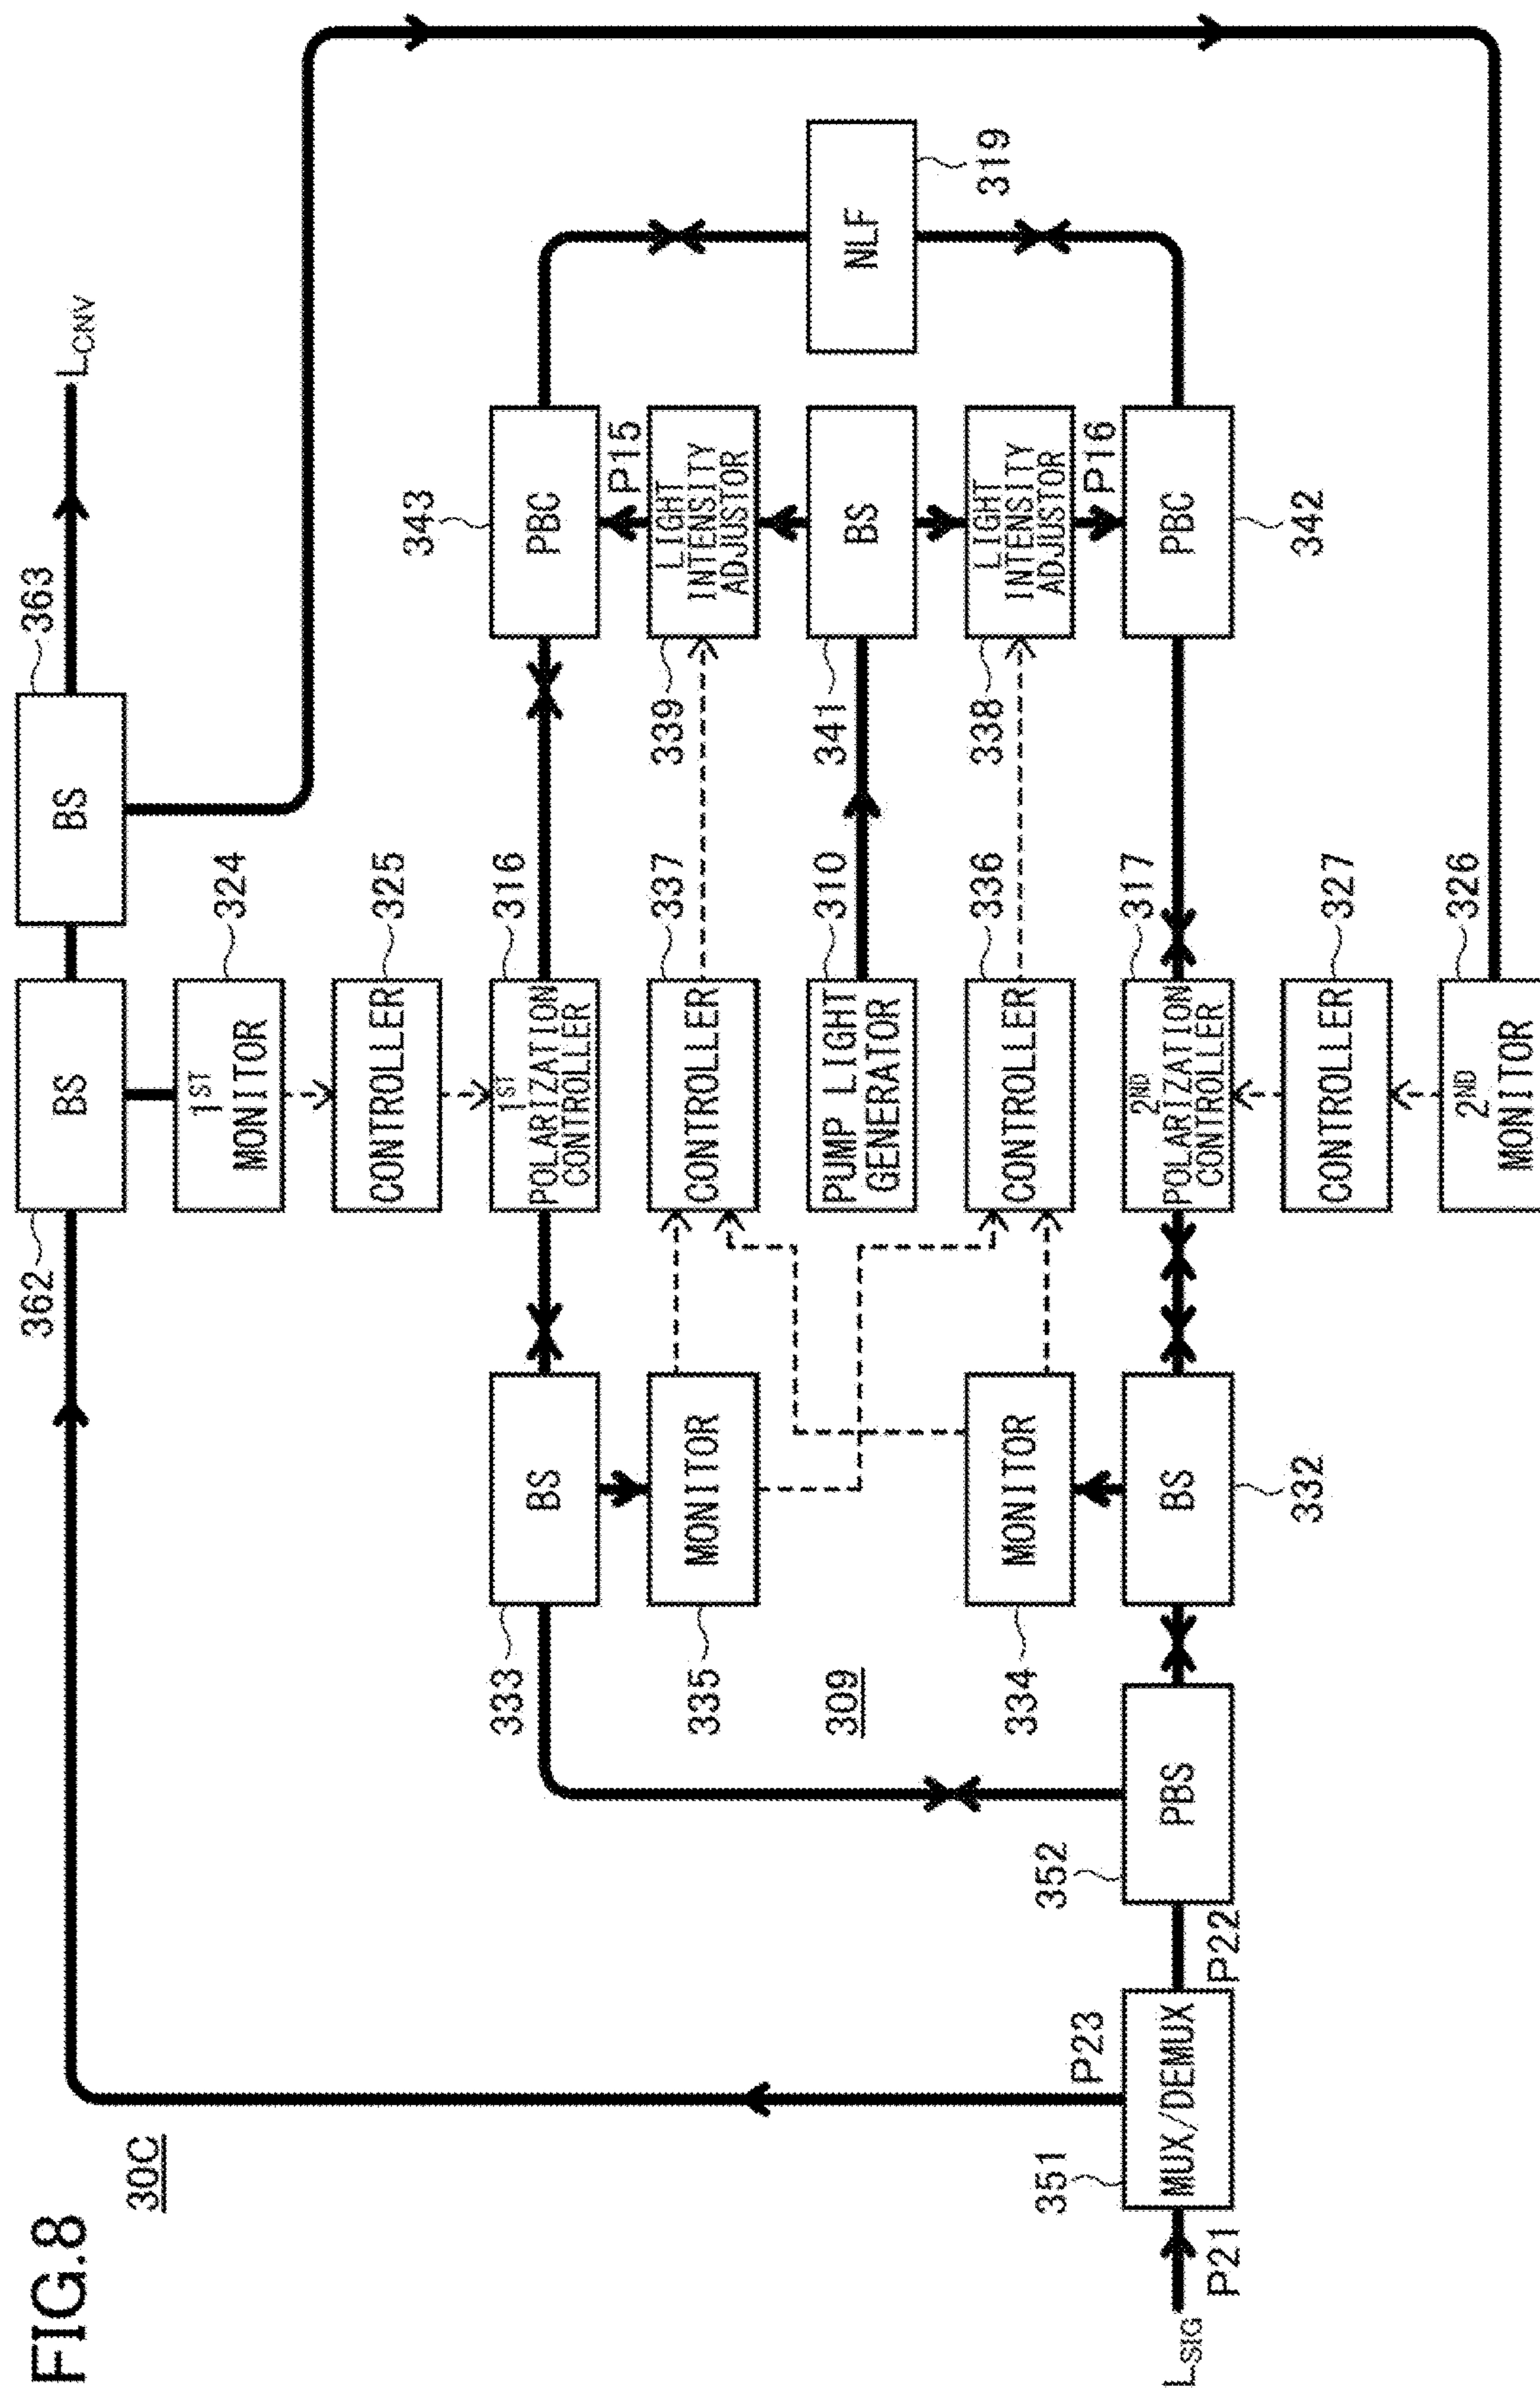 FIG.8
30C
362
BS
BS
363
L_CNV
1ST
MONITOR
324
CONTROLLER
325
333
BS
1ST
POLARIZATION
CONTROLLER
316
343
PBC
P15
335
MONITOR
CONTROLLER
337
339
LIGHT
INTENSITY
ADJUSTOR
309
PUMP LIGHT
GENERATOR
310
341
BS
NLF
319
334
MONITOR
CONTROLLER
336
338
LIGHT
INTENSITY
ADJUSTOR
P16
L_SIG
P21
351
MUX/DEMUX
P23
P22
352
PBS
BS
332
2ND
POLARIZATION
CONTROLLER
317
PBC
342
CONTROLLER
327
2ND
MONITOR
326